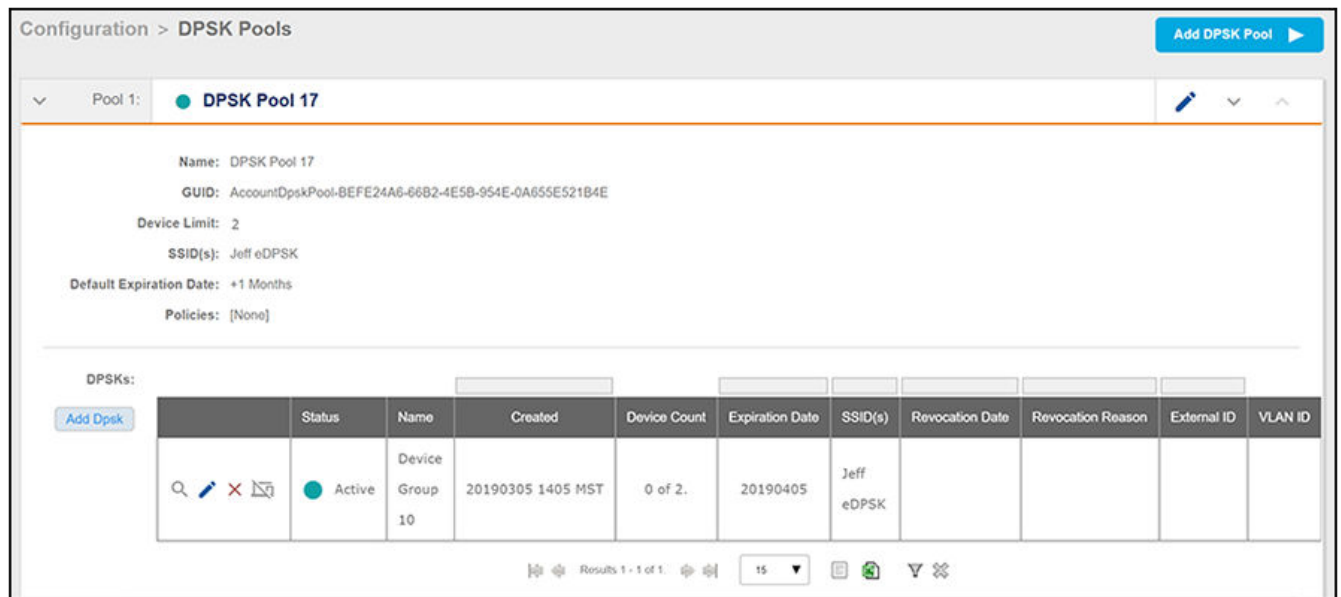 Configuration > DPSK Pools
Add DPSK Pool
Pool 1:
DPSK Pool 17
Name: DPSK Pool 17
GUID: AccountDpskPool-BEFE24A6-66B2-4E5B-954E-0A655E521B4E
Device Limit: 2
SSID(s): Jeff eDPSK
Default Expiration Date: +1 Months
Policies: [None]
DPSKs:
Add Dpsk
Status Name Created Device Count Expiration Date SSID(s) Revocation Date Revocation Reason External ID VLAN ID
Active Device Group 10 20190305 1405 MST 0 of 2. 20190405 Jeff eDPSK
Results 1 - 1 of 1. 15